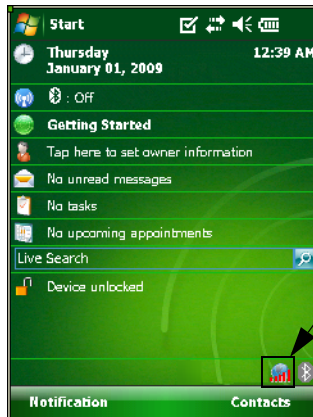 Start
Thursday 12:39 AM
January 01, 2009
: Off
Getting Started
Tap here to set owner information
No unread messages
No tasks
No upcoming appointments
Live Search
Device unlocked
Notification Contacts